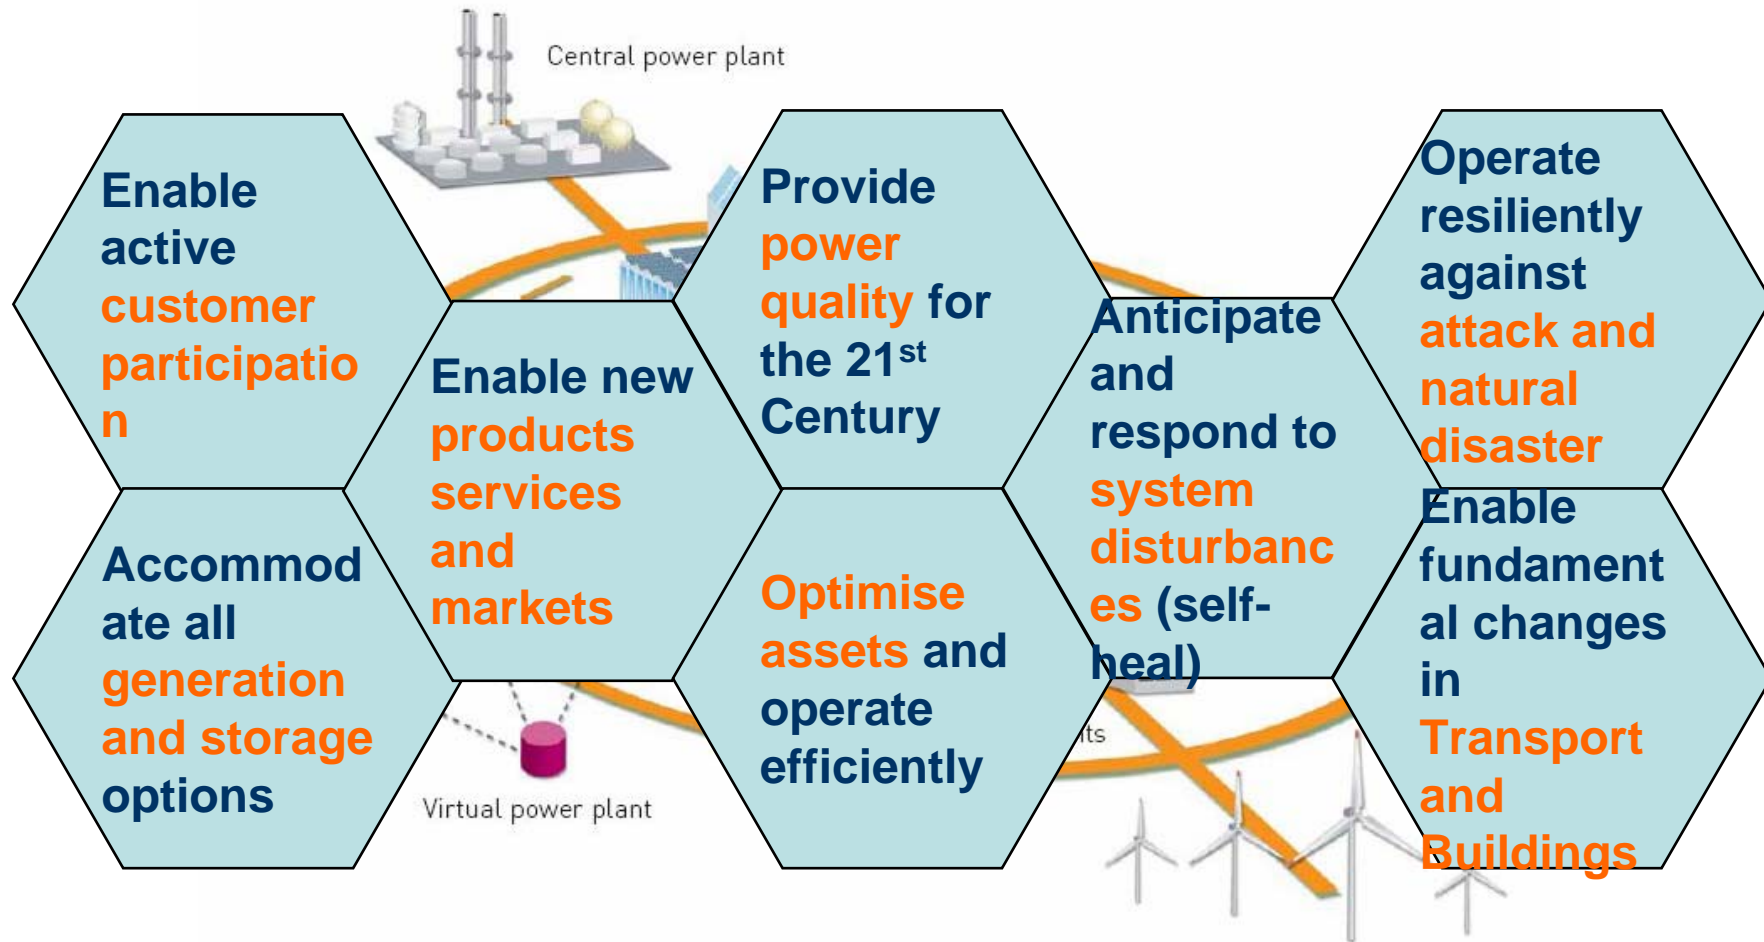 Central power plant
Enable
active
customer
participatio
n
Accommod
ate all
generation
and storage
options
Enable new
products
services
and
markets
Provide
power
quality for
the 21st
Century
Optimise
assets and
operate
efficiently
Anticipate
and
respond to
system
disturbanc
es (self-
heal)
Operate
resiliently
against
attack and
natural
disaster
Enable
fundament
al changes
in
Transport
and
Buildings
Virtual power plant